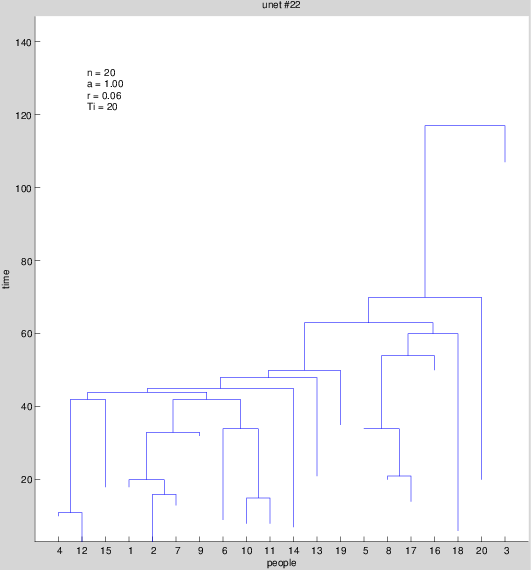 unet #22
140
n = 20
a = 1.00
r = 0.06
Ti = 20
120
100
80
time
60
40
20
4 12 15 1 2 7 9 6 10 11 14 13 19 5 8 17 16 18 20 3
people